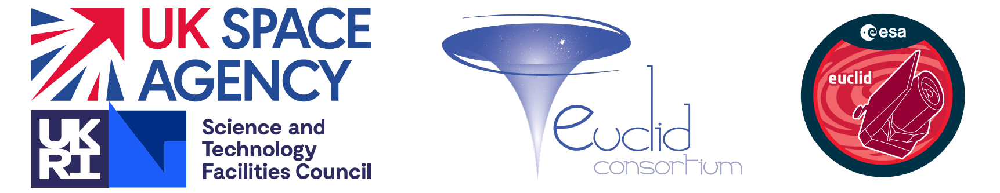 UK SPACE
AGENCY
UK
RI
Science and
Technology
Facilities Council
euclid
consortium
esa
euclid